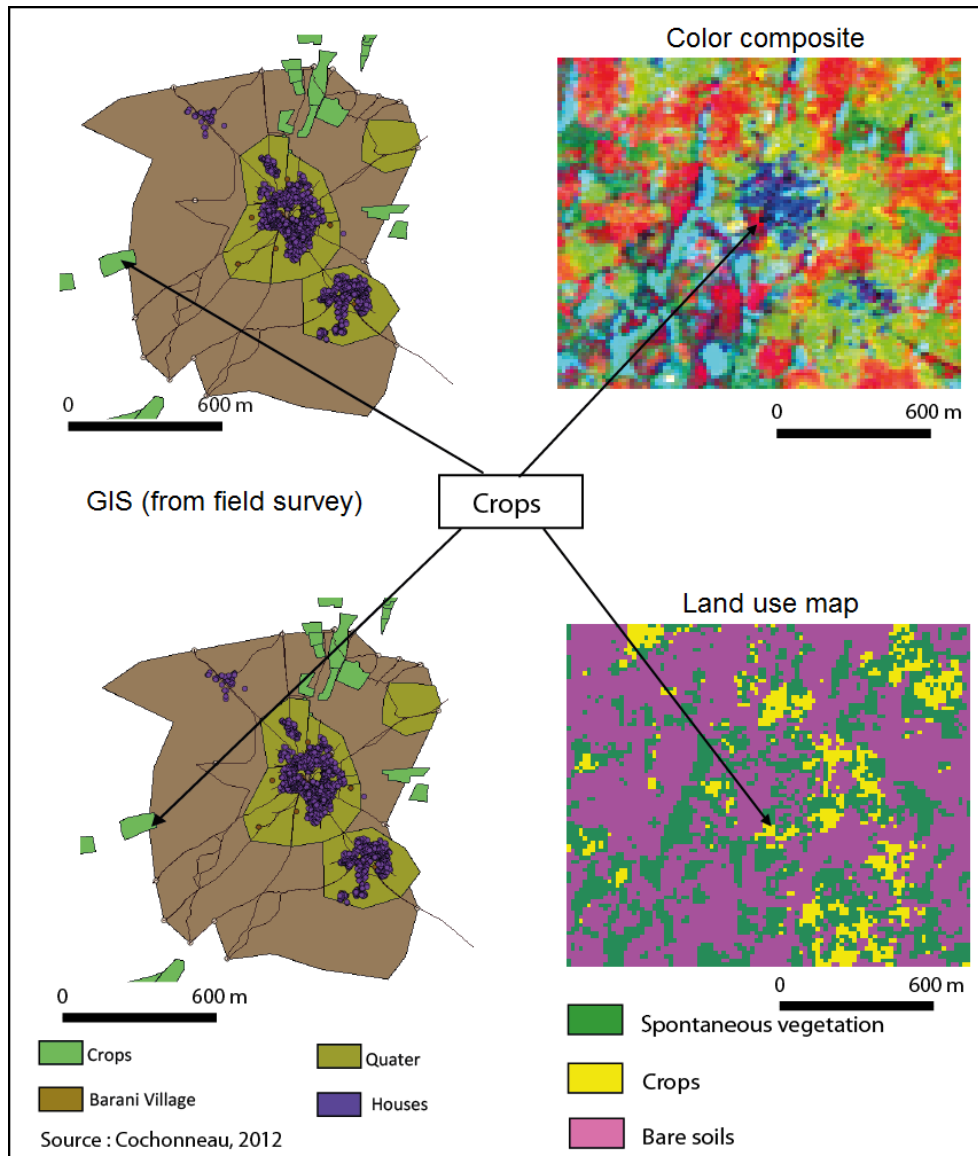 Color composite
0 600 m
0 600 m
GIS (from field survey)
Crops
Land use map
0 600 m
0 600 m
Crops
Quater
Barani Village
Houses
Source : Cochonneau, 2012
Spontaneous vegetation
Crops
Bare soils